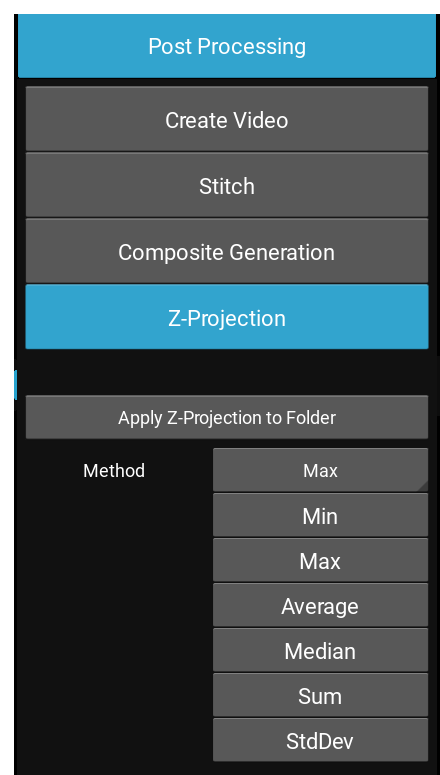 Post Processing
Create Video
Stitch
Composite Generation
Z-Projection
Apply Z-Projection to Folder
Method Max
Min
Max
Average
Median
Sum
StdDev